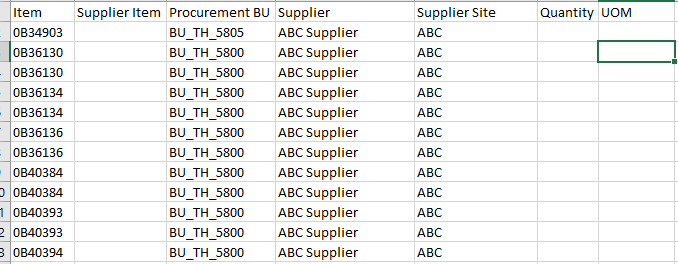 Item Supplier Item Procurement BU Supplier Supplier Site Quantity UOM
0B34903 BU_TH_5805 ABC Supplier ABC
0B36130 BU_TH_5800 ABC Supplier ABC
0B36130 BU_TH_5800 ABC Supplier ABC
0B36134 BU_TH_5800 ABC Supplier ABC
0B36134 BU_TH_5800 ABC Supplier ABC
0B36136 BU_TH_5800 ABC Supplier ABC
0B36136 BU_TH_5800 ABC Supplier ABC
0B40384 BU_TH_5800 ABC Supplier ABC
0B40384 BU_TH_5800 ABC Supplier ABC
0B40393 BU_TH_5800 ABC Supplier ABC
0B40393 BU_TH_5800 ABC Supplier ABC
0B40394 BU_TH_5800 ABC Supplier ABC